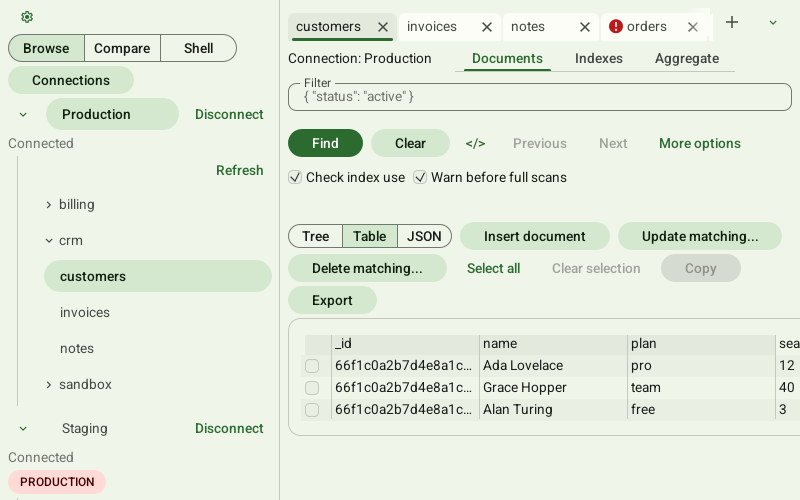 Browse Compare Shell
Connections
Production Disconnect
Connected
Refresh
billing
crm
customers
invoices
notes
sandbox
Staging Disconnect
Connected
PRODUCTION
customers invoices notes orders
Connection: Production Documents Indexes Aggregate
Filter
{ "status": "active" }
Find Clear </> Previous Next More options
Check index use Warn before full scans
Tree Table JSON Insert document Update matching...
Delete matching... Select all Clear selection Copy
Export
_id name plan sea
66f1c0a2b7d4e8a1c... Ada Lovelace pro 12
66f1c0a2b7d4e8a1c... Grace Hopper team 40
66f1c0a2b7d4e8a1c... Alan Turing free 3